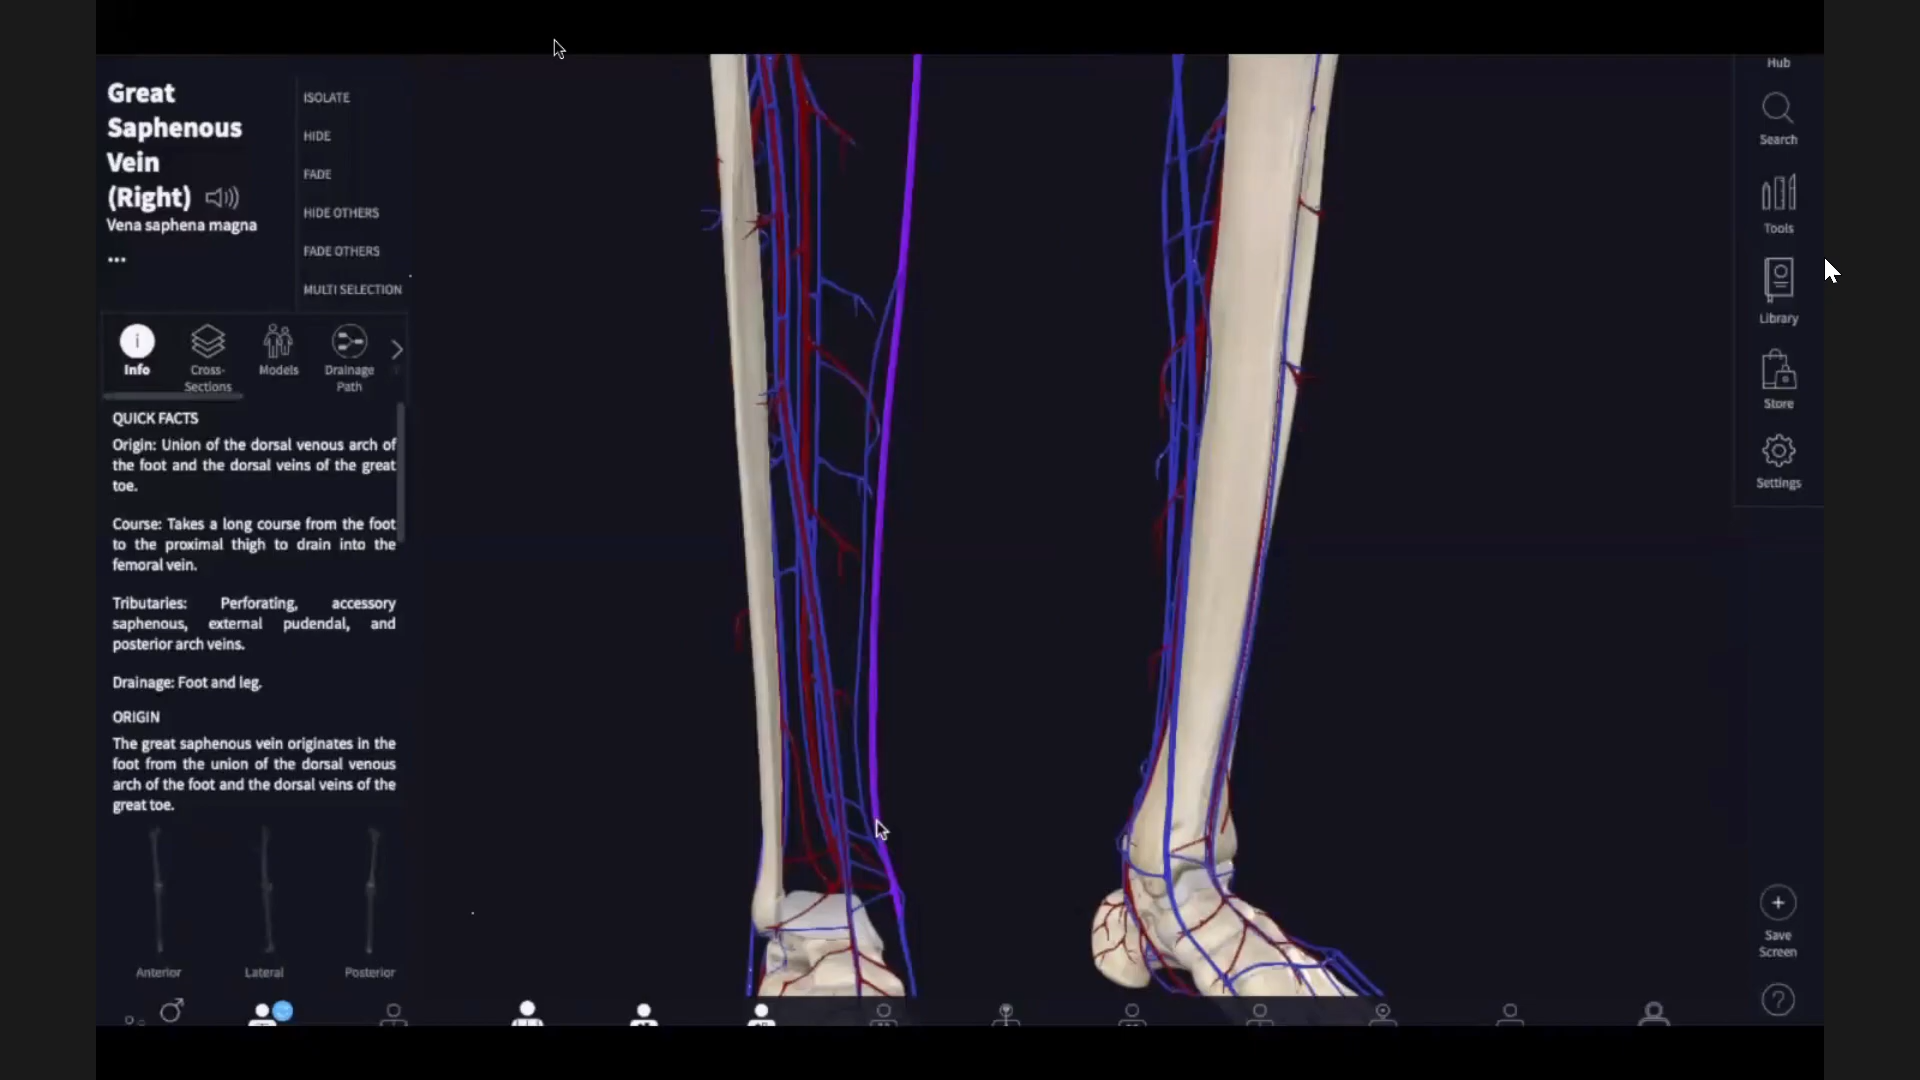 Great
Saphenous
Vein
(Right)
Vena saphena magna
...
ISOLATE
HIDE
FADE
HIDE OTHERS
FADE OTHERS
MULTI SELECTION
Info
Cross-
Sections
Models
Drainage
Path
QUICK FACTS
Origin: Union of the dorsal venous arch of
the foot and the dorsal veins of the great
toe.
Course: Takes a long course from the foot
to the proximal thigh to drain into the
femoral vein.
Tributaries: Perforating, accessory
saphenous, external pudendal, and
posterior arch veins.
Drainage: Foot and leg.
ORIGIN
The great saphenous vein originates in the
foot from the union of the dorsal venous
arch of the foot and the dorsal veins of the
great toe.
Anterior
Lateral
Posterior
Hub
Search
Tools
Library
Store
Settings
Save
Screen